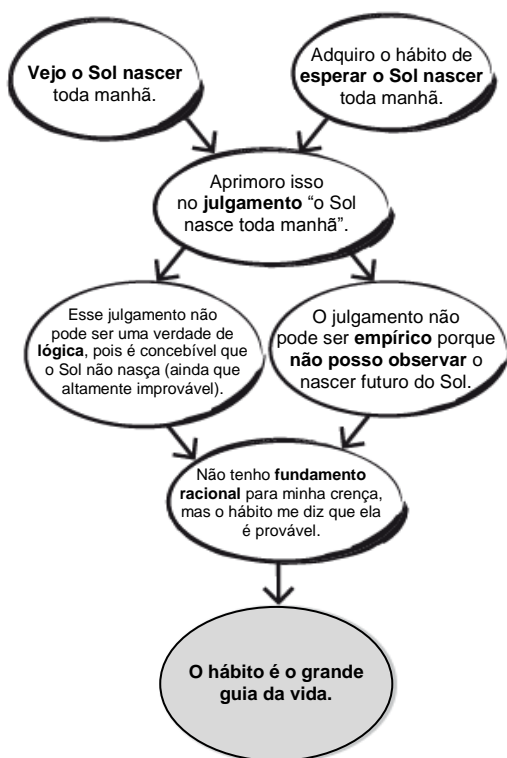 Vejo o Sol nascer
toda manhã.
Adquiro o hábito de
esperar o Sol nascer
toda manhã.
Aprimoro isso
no julgamento “o Sol
nasce toda manhã”.
Esse julgamento não
pode ser uma verdade de
lógica, pois é concebível que
o Sol não nasça (ainda que
altamente improvável).
O julgamento não
pode ser empírico porque
não posso observar o
nascer futuro do Sol.
Não tenho fundamento
racional para minha crença,
mas o hábito me diz que ela
é provável.
O hábito é o grande
guia da vida.